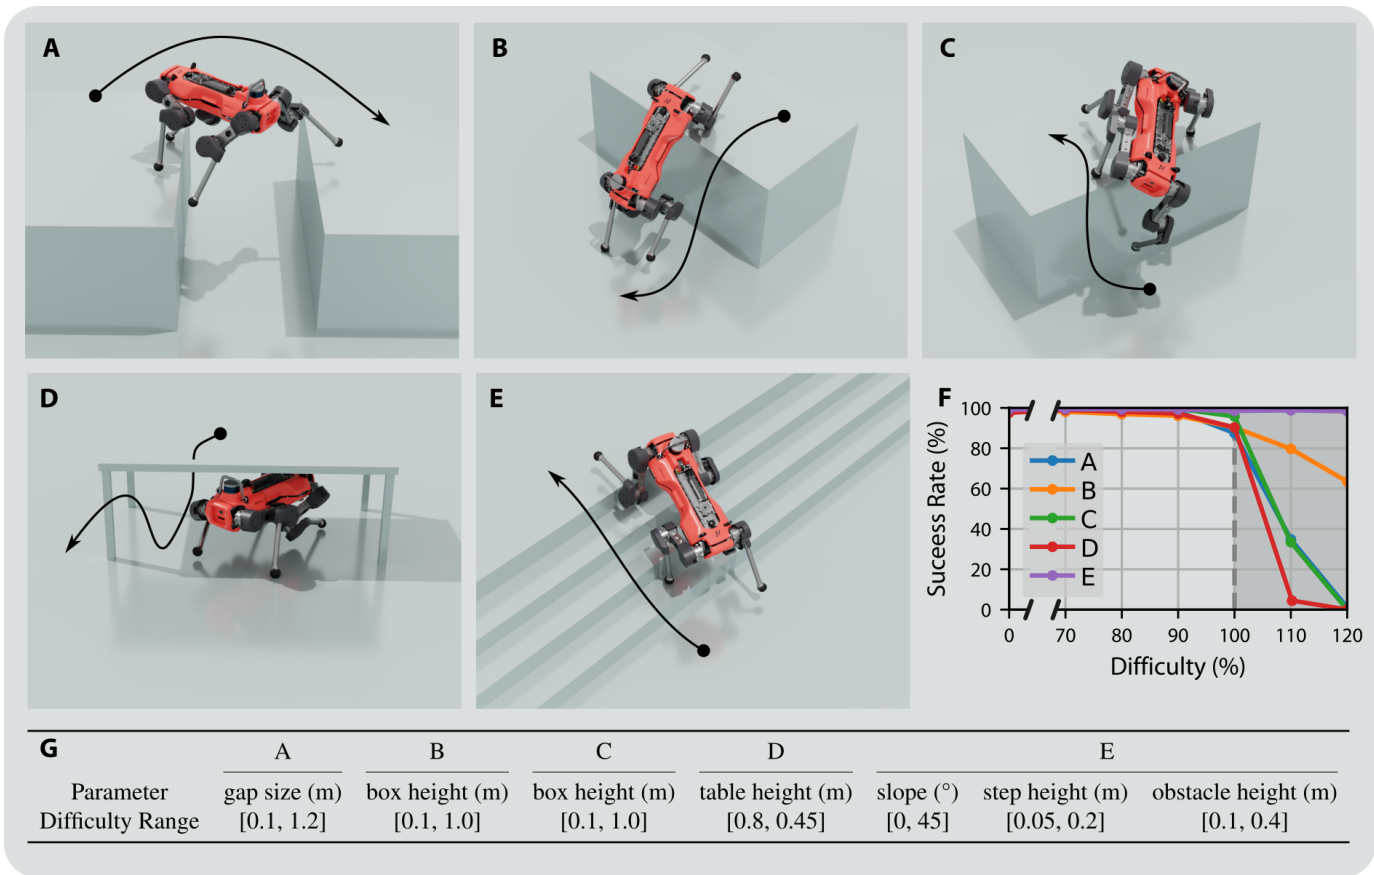 A
B
C
D
E
F
Suceess Rate (%)
100
80
60
40
20
0
A
B
C
D
E
0 70 80 90 100 110 120
Difficulty (%)
G A B C D E
Parameter gap size (m) box height (m) box height (m) table height (m) slope (°) step height (m) obstacle height (m)
Difficulty Range [0.1, 1.2] [0.1, 1.0] [0.1, 1.0] [0.8, 0.45] [0, 45] [0.05, 0.2] [0.1, 0.4]